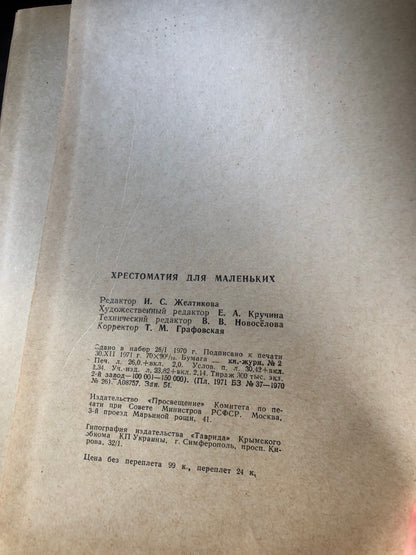 ХРЕСТОМАТИЯ ДЛЯ МАЛЕНЬКИХ
Редактор И. С. Желтикова
Художественный редактор Е. А. Кручина
Технический редактор В. В. Новосёлова
Корректор Т. М. Графовская
Сдано в набор 28/I 1970 г. Подписано к печати
30.XII 1971 г. 70×90¹/₁₆. Бумага — кн.-журн. № 2
Печ. л. 26,0+вкл. 2,0. Услов. п. л. 30,42+вкл.
2,34. Уч.-изд. л. 23,82+вкл. 2,14. Тираж 300 тыс. экз.
2-й завод—100 001—150 000). (Пл. 1971 БЗ № 37—1970
№ 26). А08757. Зак. 54.
Издательство «Просвещение» Комитета по пе-
чати при Совете Министров РСФСР. Москва,
3-й проезд Марьиной рощи, 41.
Типография издательства «Таврида» Крымского
обкома КП Украины, г. Симферополь, просп. Ки-
рова, 32/1.
Цена без переплета 99 к., переплет 24 к.